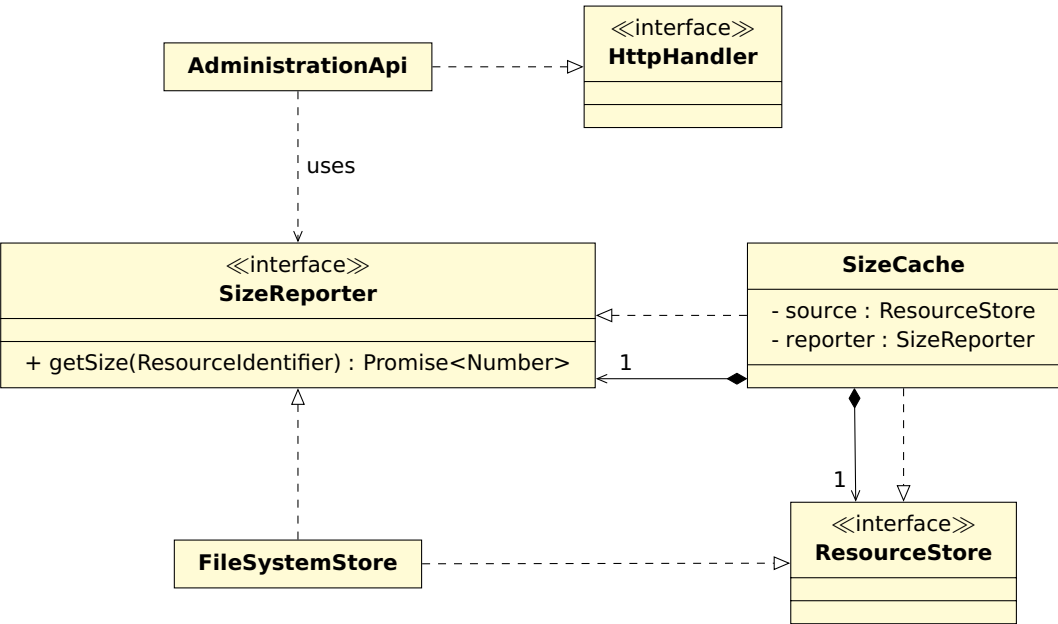 ≪interface≫
HttpHandler
AdministrationApi
uses
≪interface≫
SizeReporter
+ getSize(ResourceIdentifier) : Promise<Number>
SizeCache
- source : ResourceStore
- reporter : SizeReporter
1
1
≪interface≫
ResourceStore
FileSystemStore